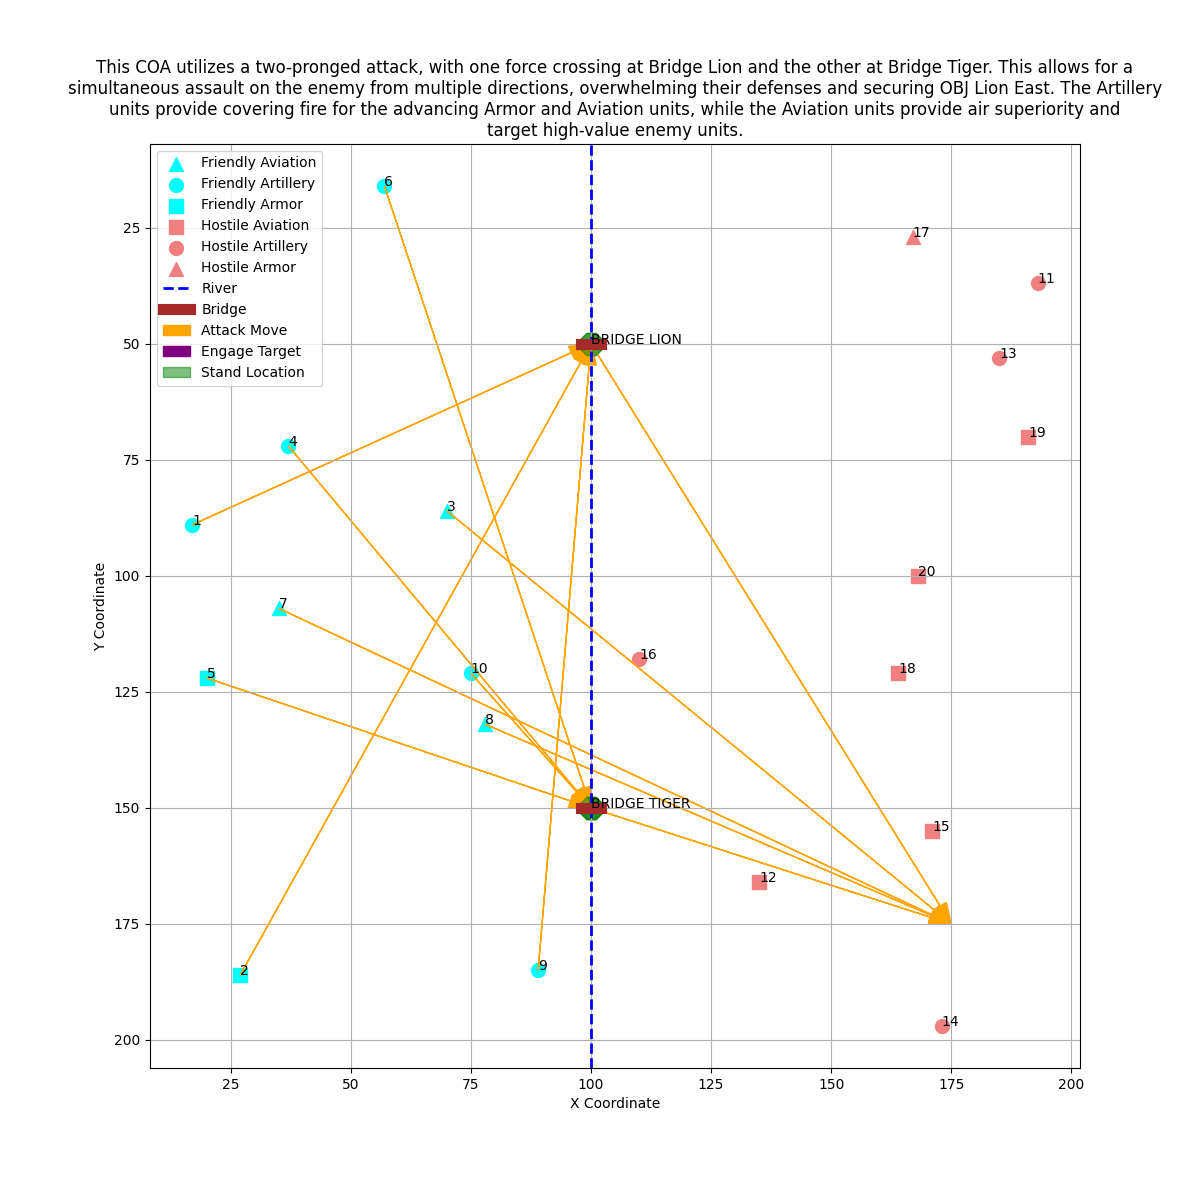 This COA utilizes a two-pronged attack, with one force crossing at Bridge Lion and the other at Bridge Tiger. This allows for a
simultaneous assault on the enemy from multiple directions, overwhelming their defenses and securing OBJ Lion East. The Artillery
units provide covering fire for the advancing Armor and Aviation units, while the Aviation units provide air superiority and
target high-value enemy units.
Friendly Aviation
Friendly Artillery
Friendly Armor
Hostile Aviation
Hostile Artillery
Hostile Armor
River
Bridge
Attack Move
Engage Target
Stand Location
6
17
11
BRIDGE LION
13
19
4
3
1
20
7
16
10
18
5
8
BRIDGE TIGER
15
12
2
9
14
25
50
75
100
125
150
175
200
Y Coordinate
25
50
75
100
125
150
175
200
X Coordinate